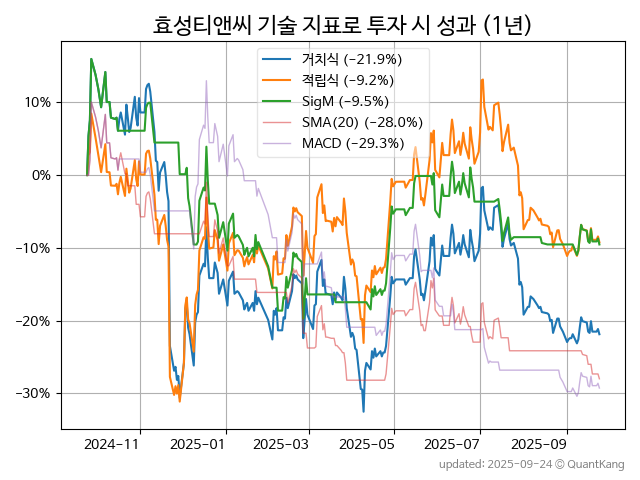 효성티앤씨 기술 지표로 투자 시 성과 (1년)
거치식 (−21.9%)
적립식 (−9.2%)
SigM (−9.5%)
SMA(20) (−28.0%)
MACD (−29.3%)
10%
0%
−10%
−20%
−30%
2024-11
2025-01
2025-03
2025-05
2025-07
2025-09
updated: 2025-09-24 © QuantKang